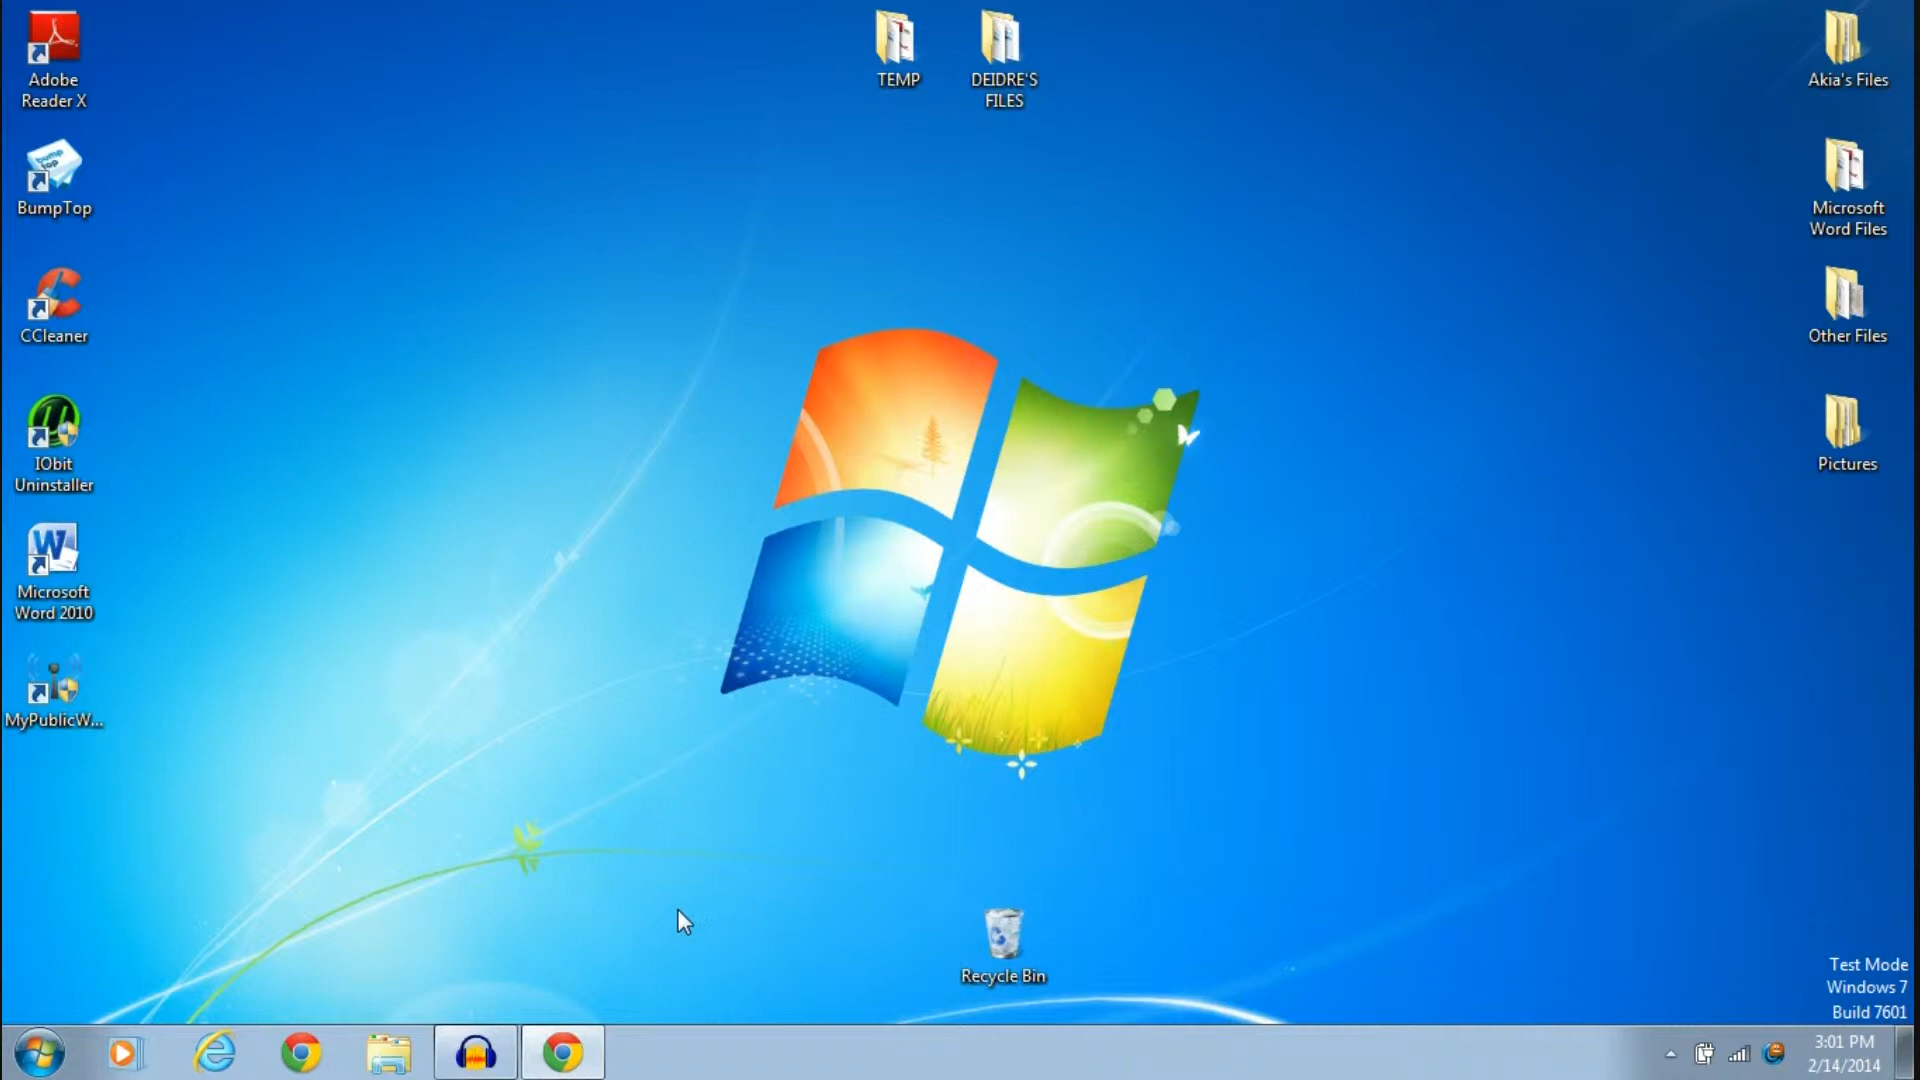 Adobe
Reader X
BumpTop
CCleaner
IObit
Uninstaller
Microsoft
Word 2010
MyPublicW...
TEMP
DEIDRE'S
FILES
Akia's Files
Microsoft
Word Files
Other Files
Pictures
Recycle Bin
Test Mode
Windows 7
Build 7601
3:01 PM
2/14/2014